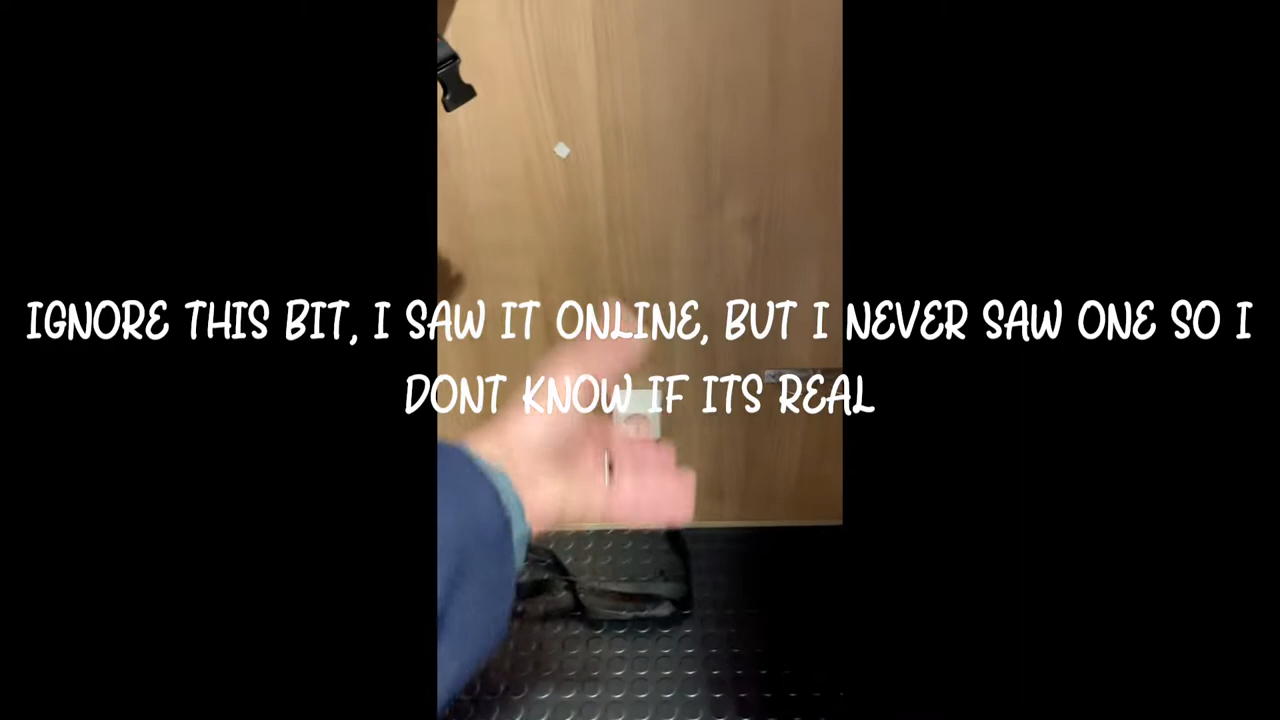 IGNORE THIS BIT, I SAW IT ONLINE, BUT I NEVER SAW ONE SO I
DONT KNOW IF ITS REAL